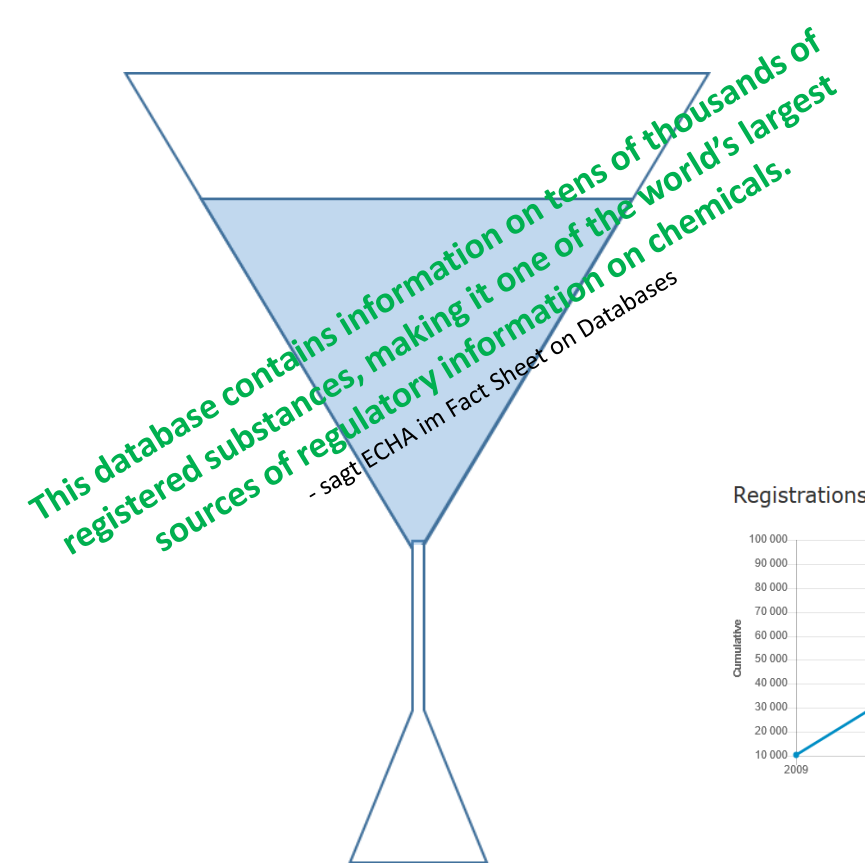 This database contains information on tens of thousands of
registered substances, making it one of the world's largest
sources of regulatory information on chemicals.
- sagt ECHA im Fact Sheet on Databases
Registrations
100 000
90 000
80 000
70 000
60 000
50 000
40 000
30 000
20 000
10 000
Cumulative
2009